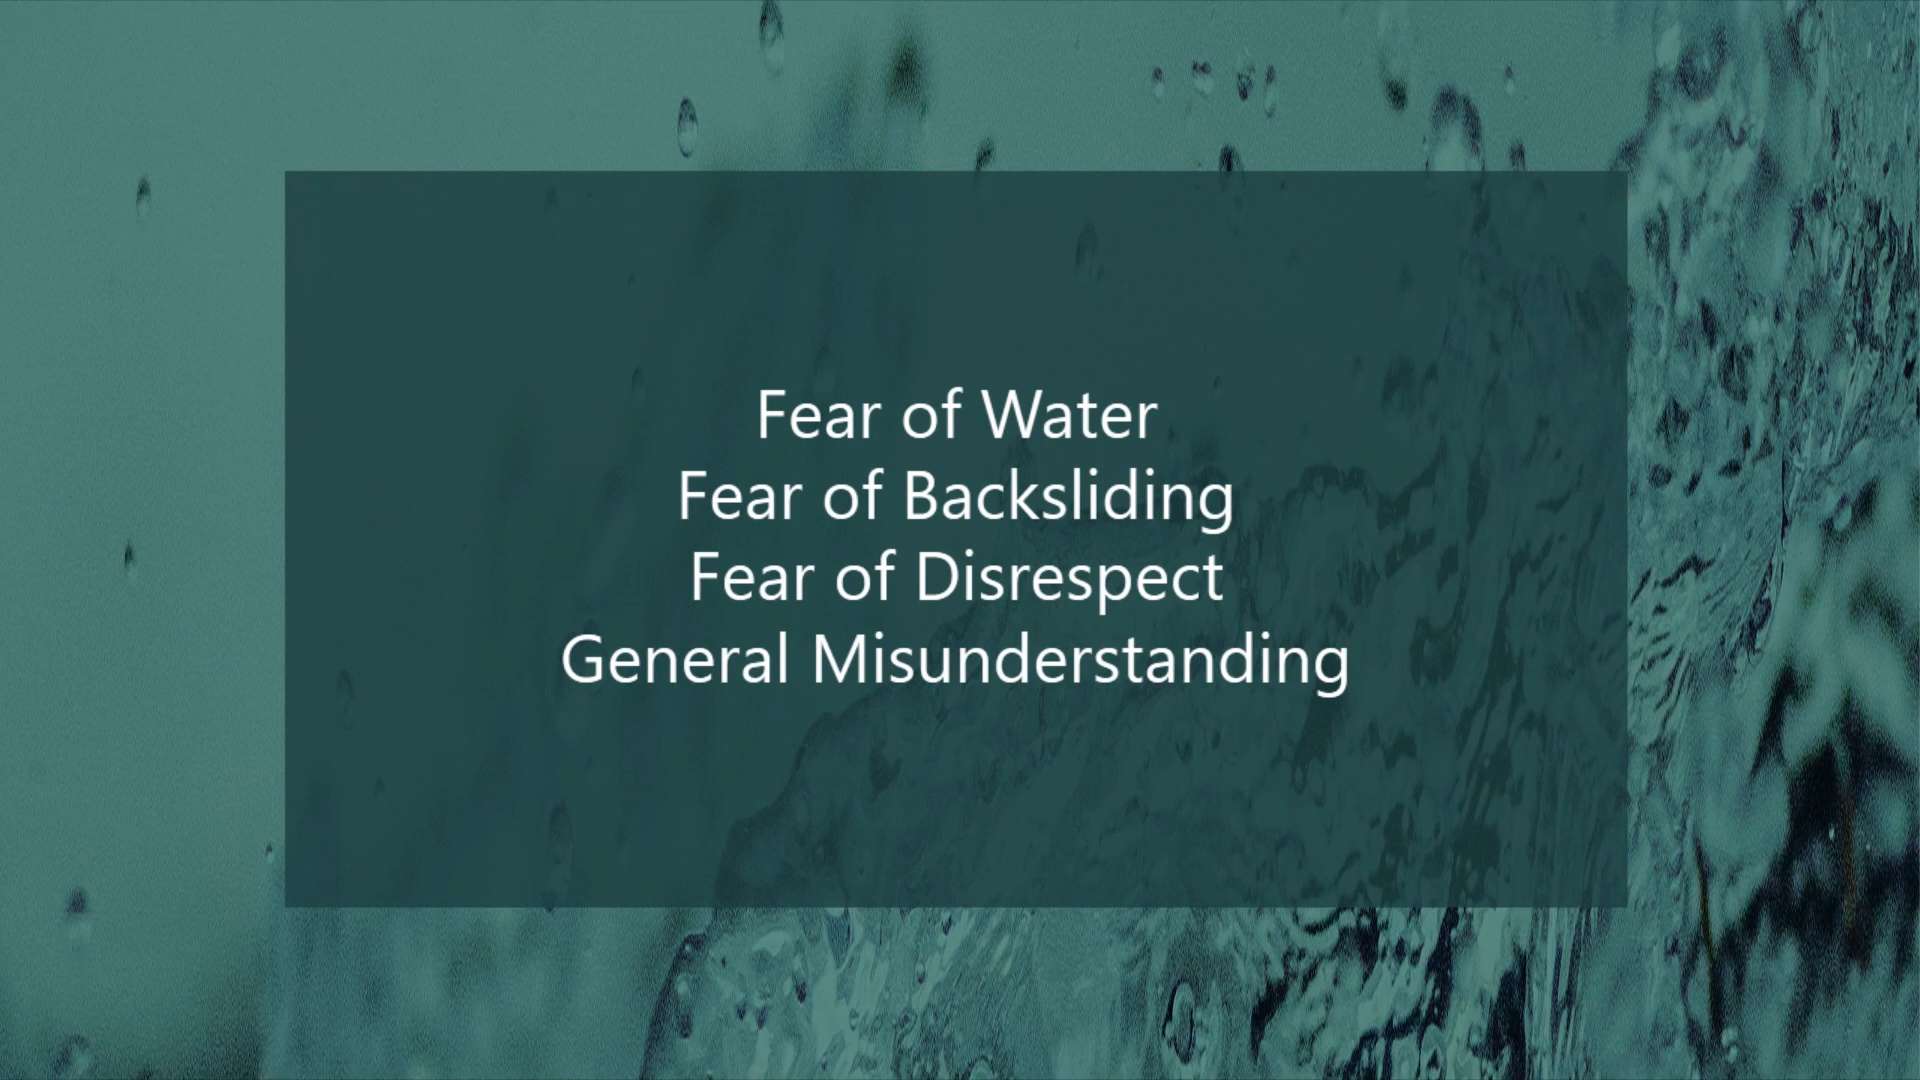 Fear of Water
Fear of Backsliding
Fear of Disrespect
General Misunderstanding